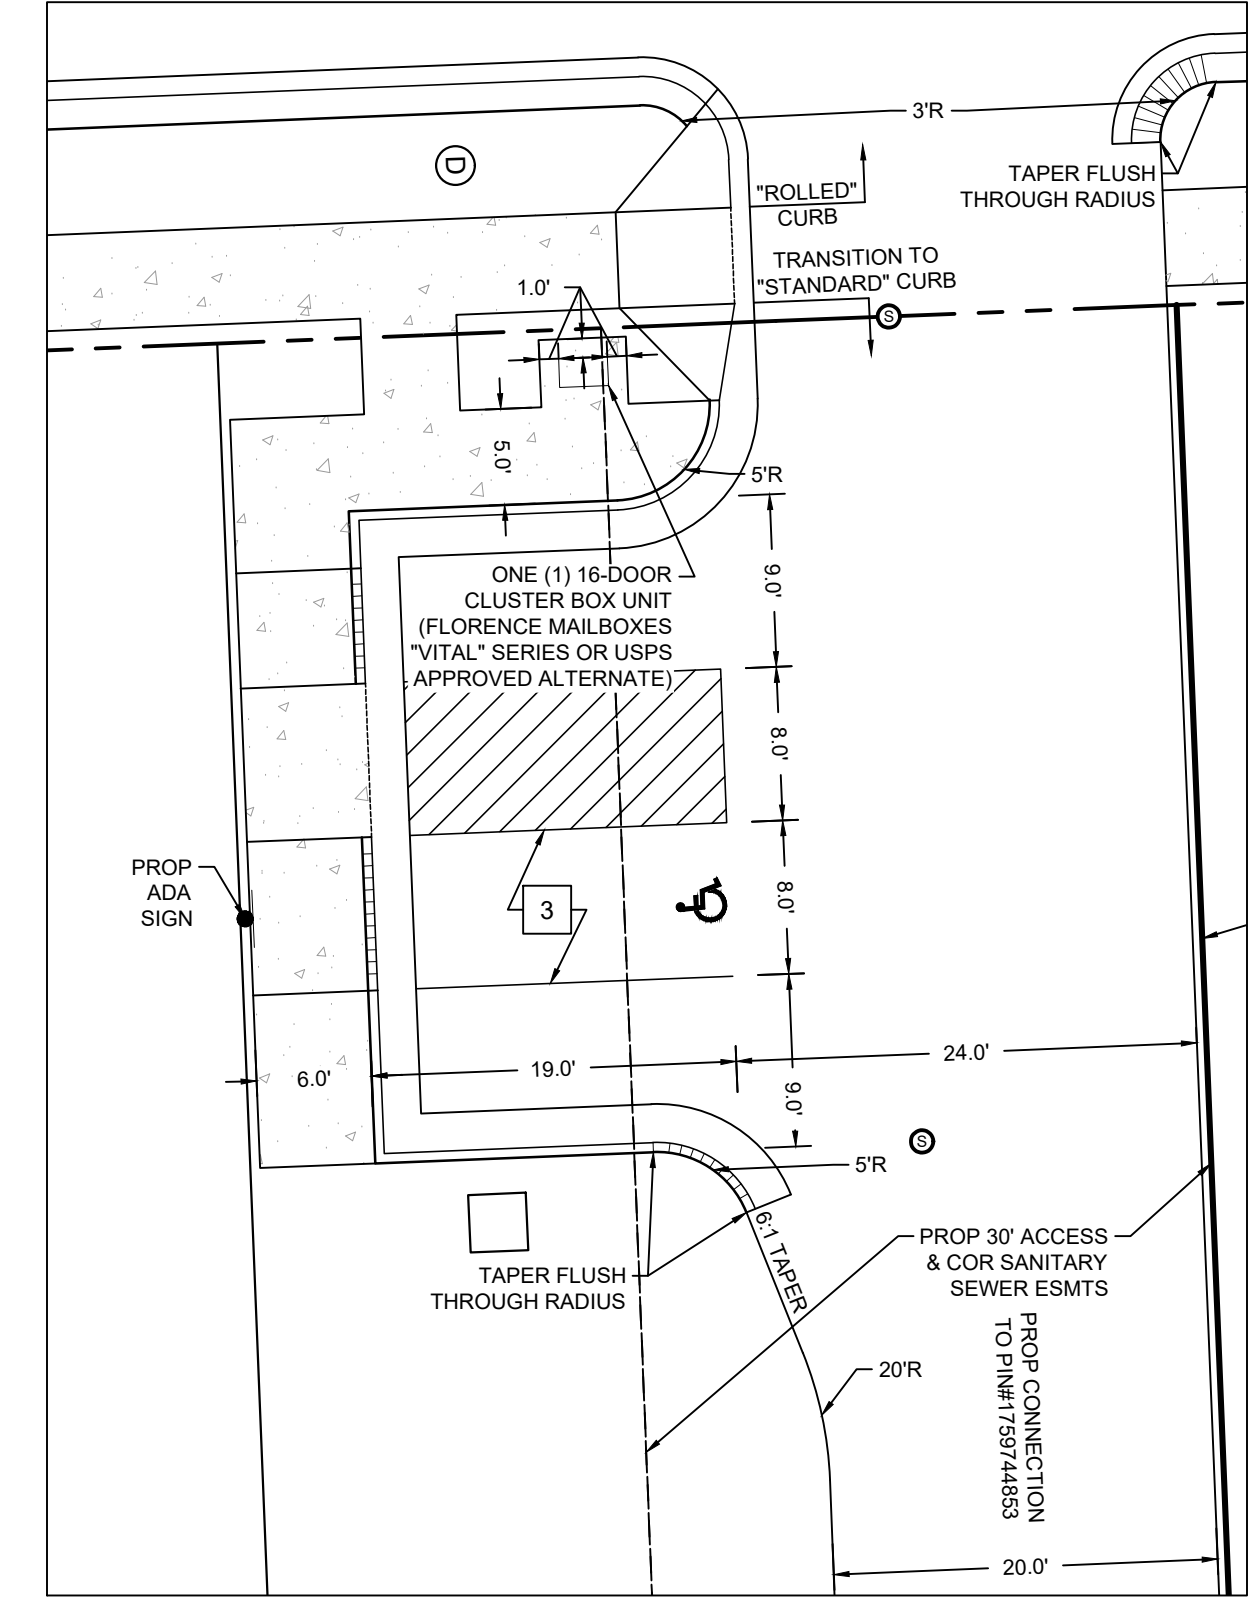 3'R
D
TAPER FLUSH
THROUGH RADIUS
"ROLLED"
CURB
TRANSITION TO
"STANDARD" CURB
1.0'
S
5.0'
5'R
9.0'
ONE (1) 16-DOOR
CLUSTER BOX UNIT
(FLORENCE MAILBOXES
"VITAL" SERIES OR USPS
APPROVED ALTERNATE)
8.0'
PROP
ADA
SIGN
3
8.0'
24.0'
19.0'
6.0'
9.0'
S
5'R
6:1 TAPER
PROP 30' ACCESS
& COR SANITARY
SEWER ESMTS
TAPER FLUSH
THROUGH RADIUS
20'R
PROP CONNECTION
TO PIN#1759744853
20.0'